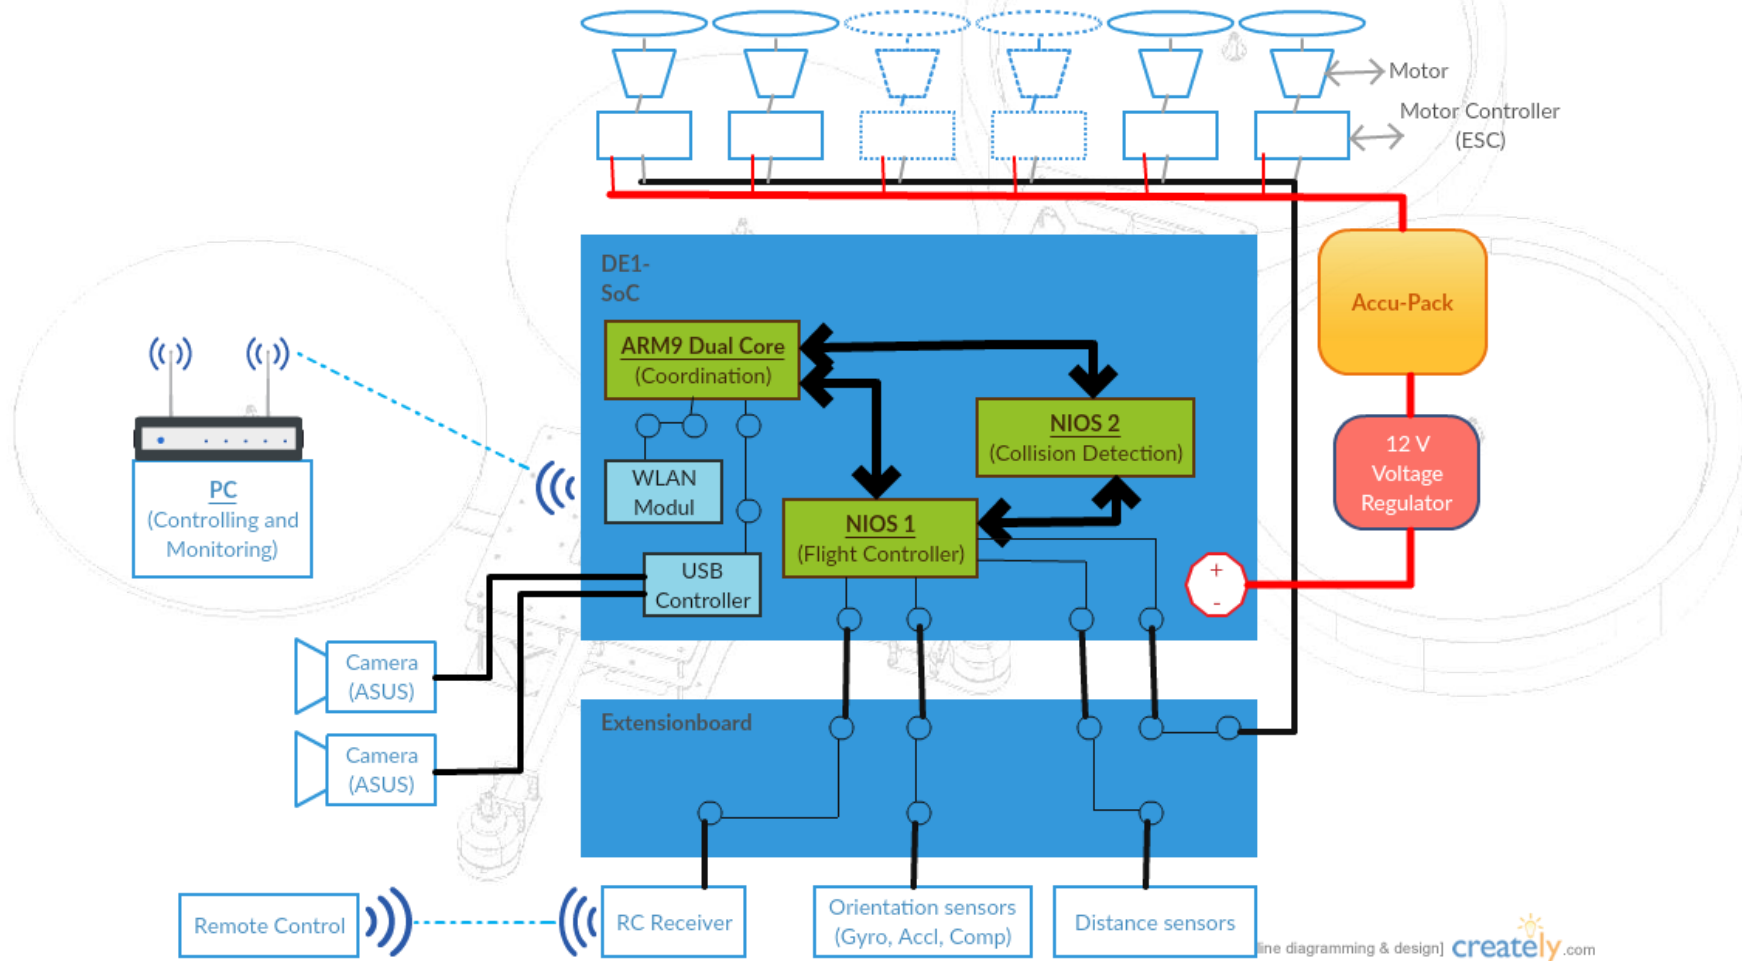 Motor
Motor Controller
(ESC)
DE1-
SoC
Accu-Pack
ARM9 Dual Core
(Coordination)
NIOS 2
(Collision Detection)
12 V
Voltage
Regulator
WLAN
Modul
PC
(Controlling and
Monitoring)
NIOS 1
(Flight Controller)
USB
Controller
+
-
Camera
(ASUS)
Extensionboard
Camera
(ASUS)
Remote Control
RC Receiver
Orientation sensors
(Gyro, Accl, Comp)
Distance sensors
line diagramming & design] creately.com